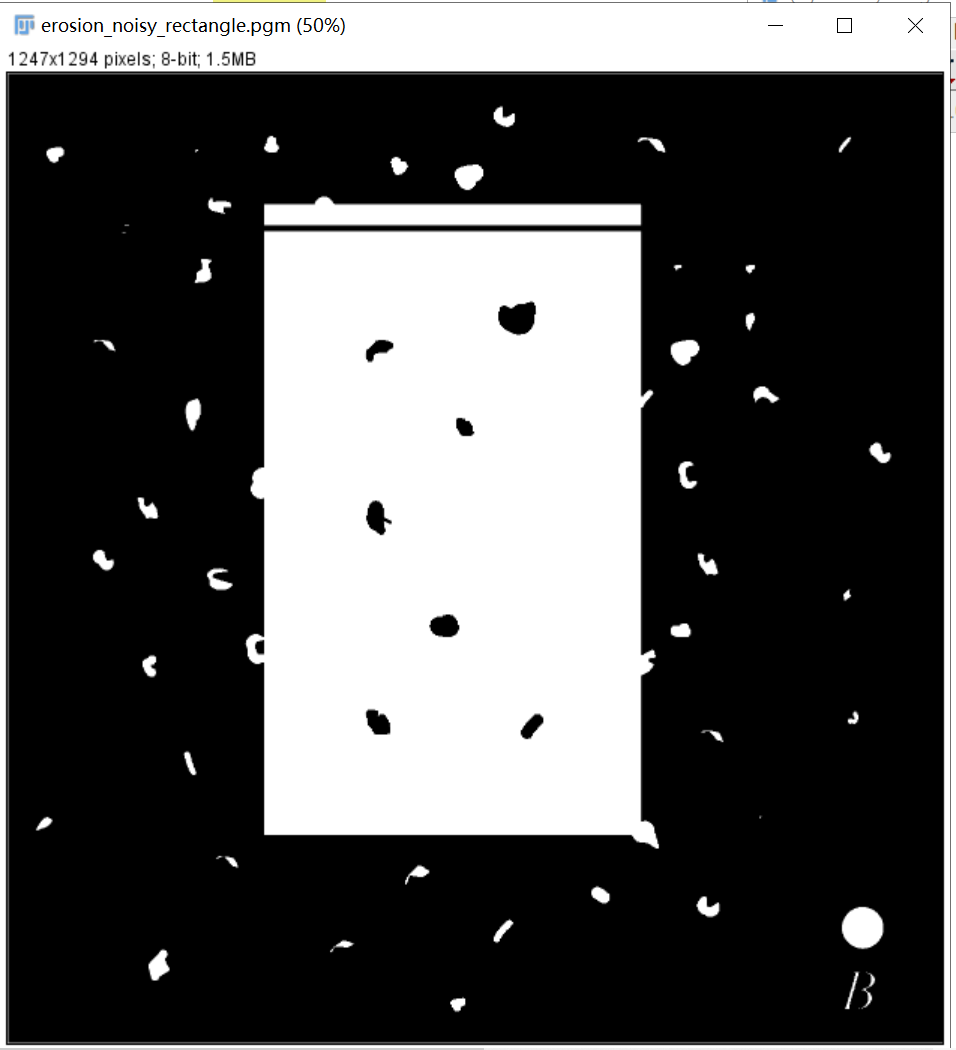 erosion_noisy_rectangle.pgm (50%)
1247x1294 pixels; 8-bit; 1.5MB
B